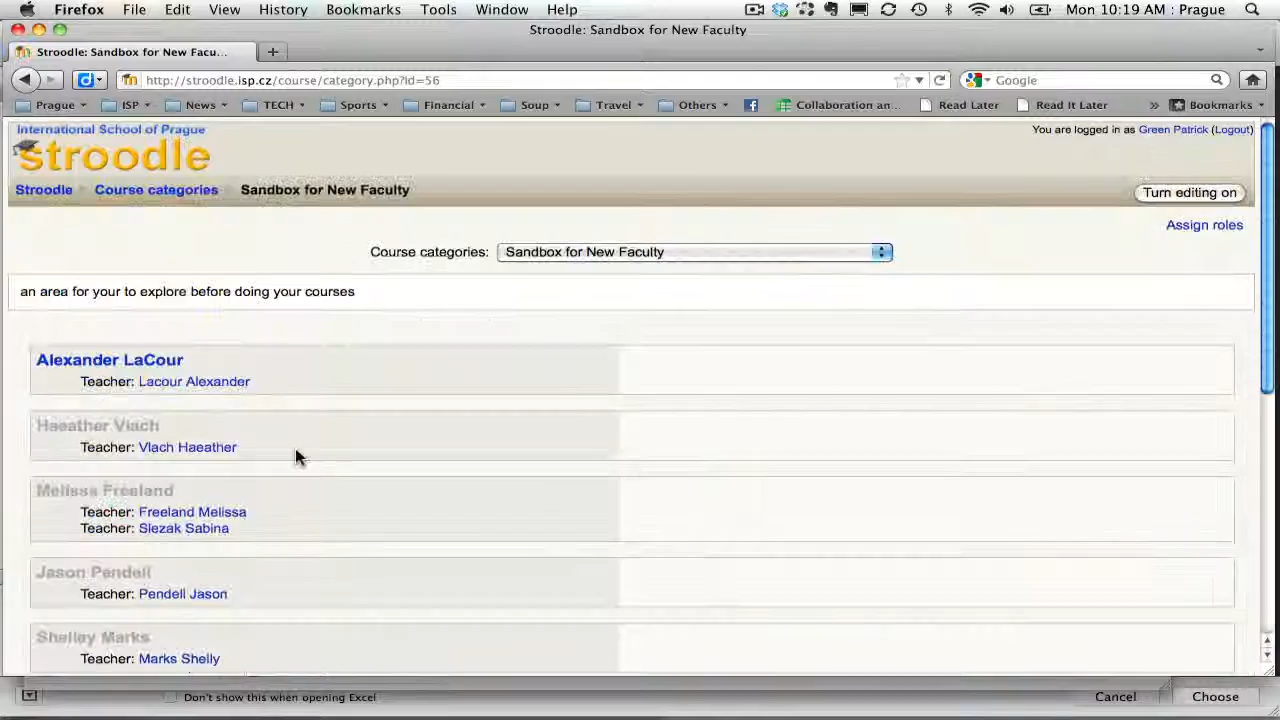 Firefox File Edit View History Bookmarks Tools Window Help Mon 10:19 AM : Prague
Stroodle: Sandbox for New Faculty
Stroodle: Sandbox for New Facu...
http://stroodle.isp.cz/course/category.php?id=56 Google
Prague ISP News TECH Sports Financial Soup Travel Others Collaboration an... Read Later Read It Later » Bookmarks
International School of Prague
stroodle
You are logged in as Green Patrick (Logout)
Stroodle Course categories Sandbox for New Faculty Turn editing on
Assign roles
Course categories: Sandbox for New Faculty
an area for your to explore before doing your courses
Alexander LaCour
Teacher: Lacour Alexander
Haeather Vlach
Teacher: Vlach Haeather
Melissa Freeland
Teacher: Freeland Melissa
Teacher: Slezak Sabina
Jason Pendell
Teacher: Pendell Jason
Shelley Marks
Teacher: Marks Shelly
Don't show this when opening Excel Cancel Choose